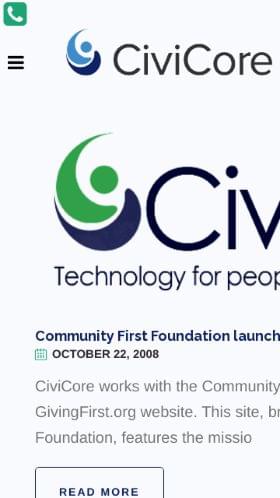 CiviCore
Civ
Technology for peop
Community First Foundation launch
OCTOBER 22, 2008
CiviCore works with the Community
GivingFirst.org website. This site, br
Foundation, features the missio
READ MORE